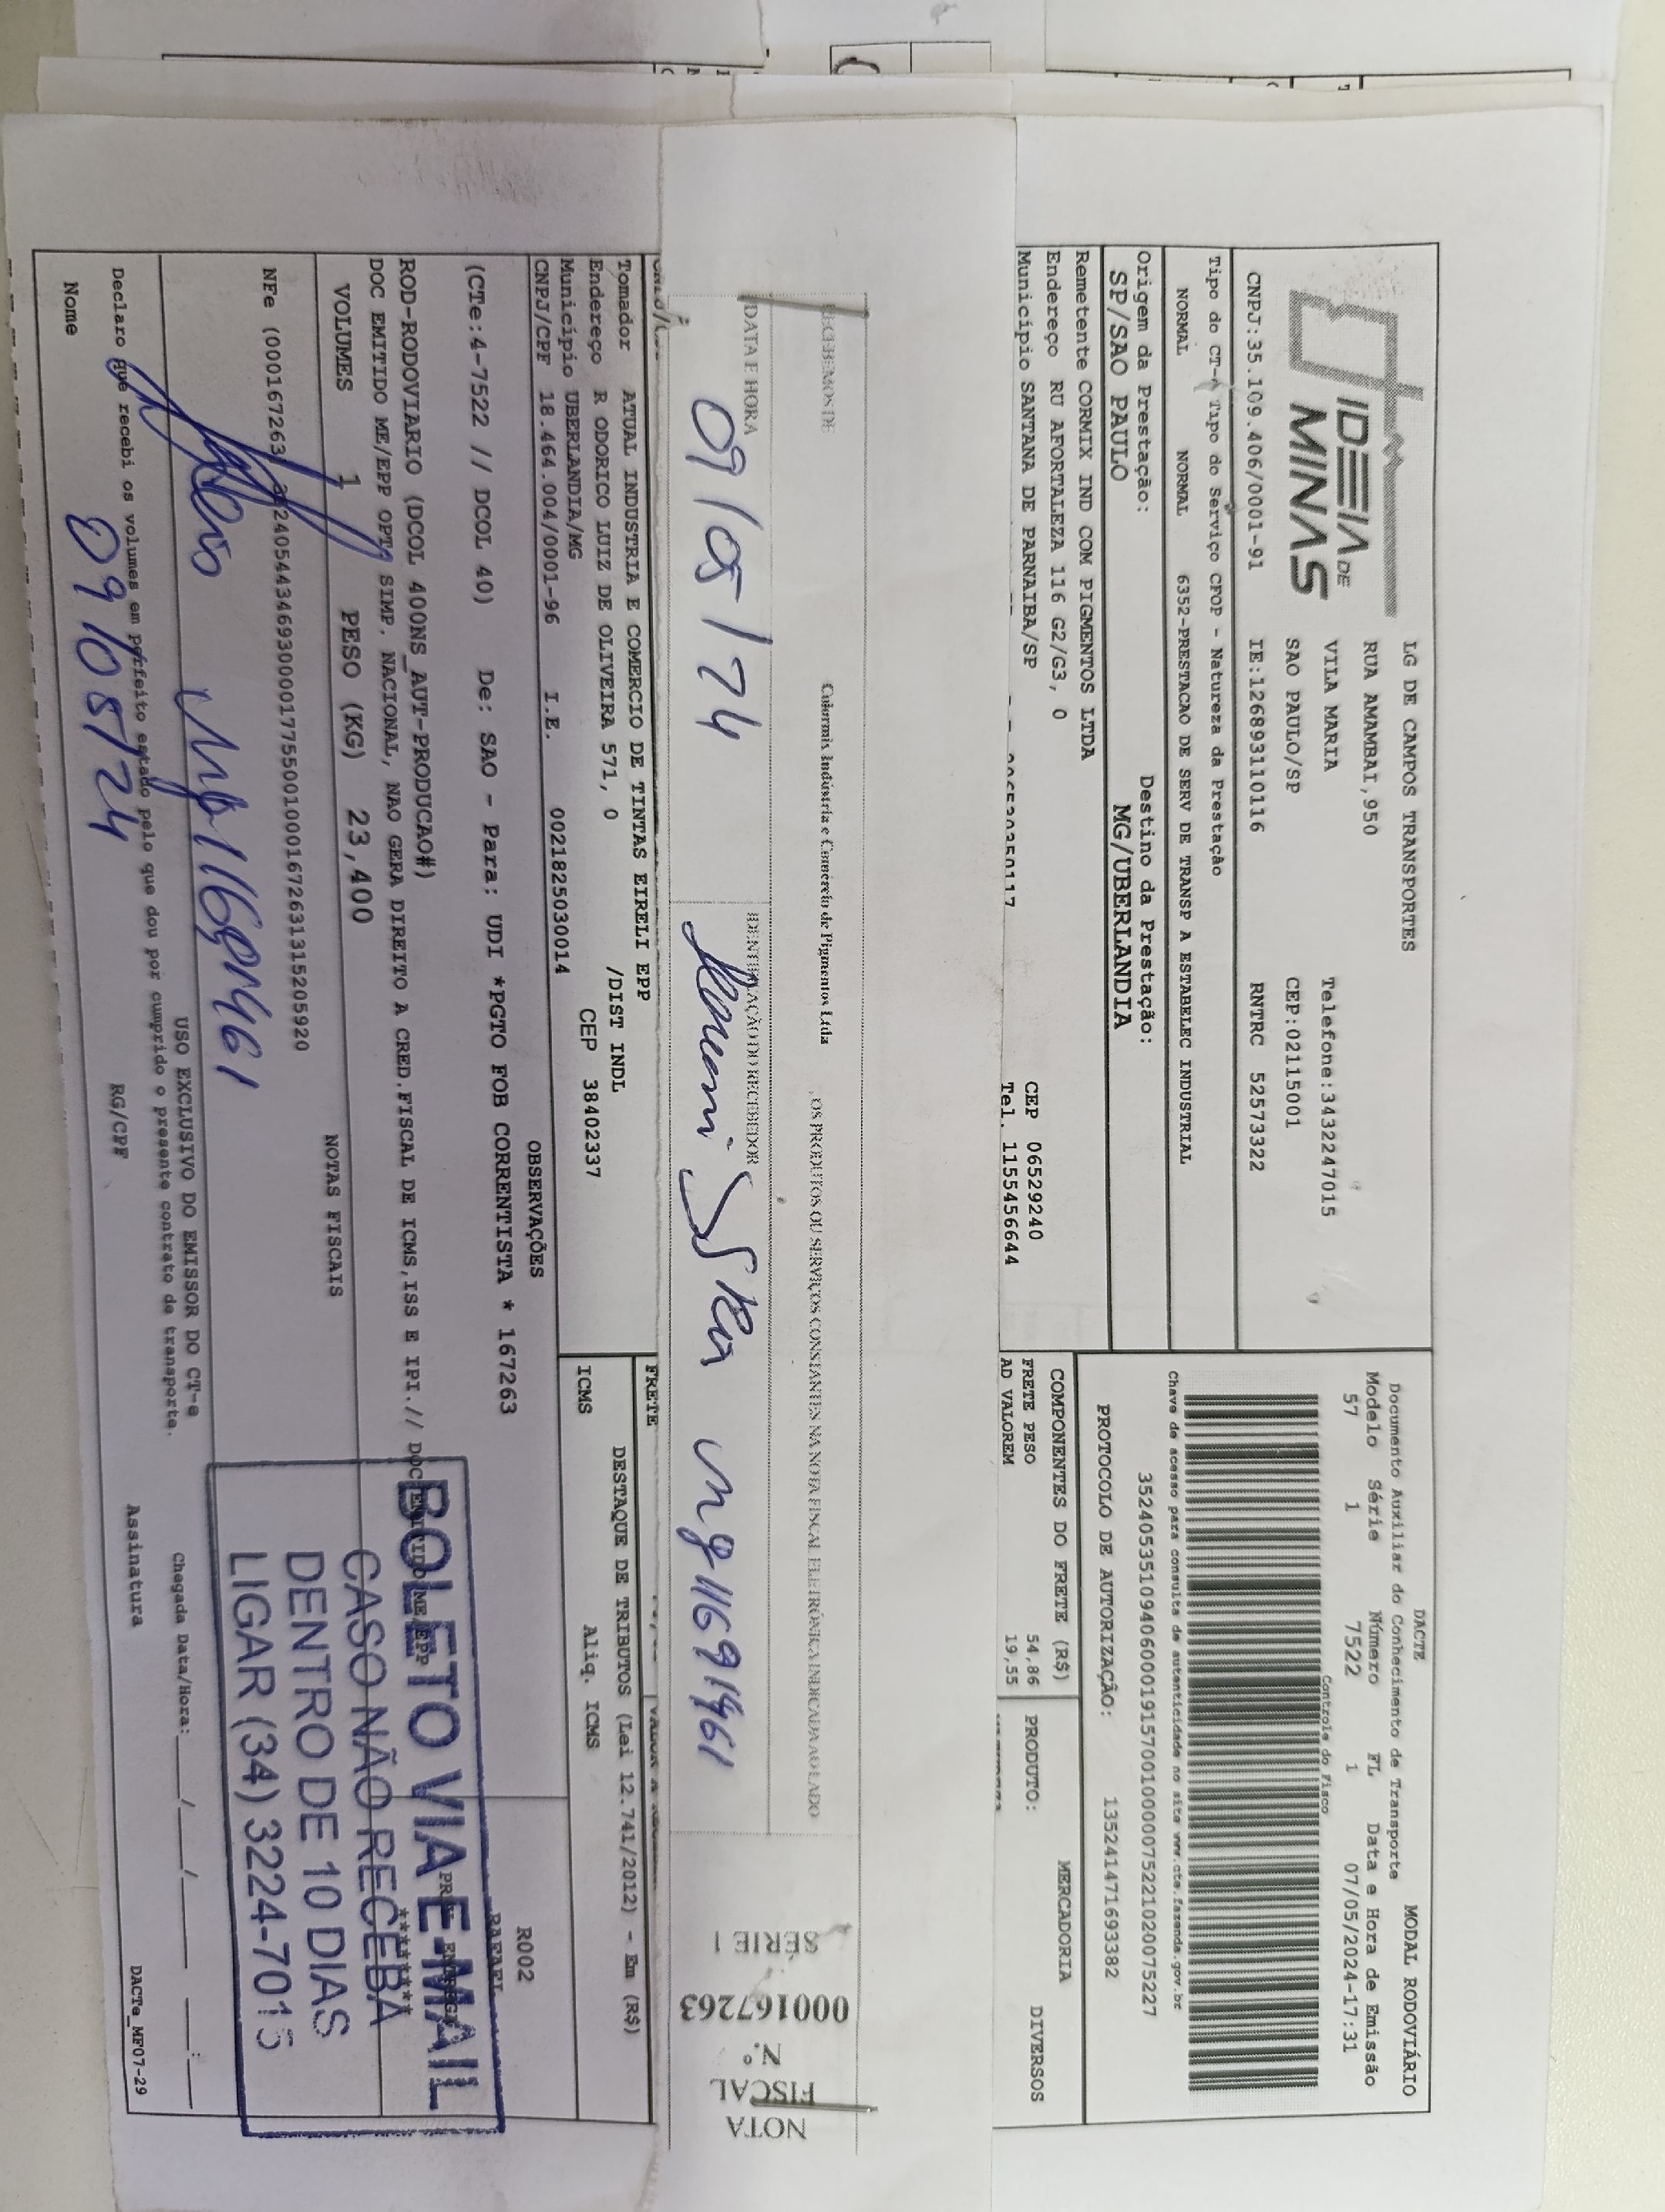 IDEIA DE
MINAS
LG DE CAMPOS TRANSPORTES
RUA AMAMBAI,950
VILA MARIA
Telefone:3432247015
SAO PAULO/SP
CEP:02115001
CNPJ:35.109.406/0001-91 IE:126893110116 RNTRC 52573322
DACTE
MODAL RODOVIÁRIO
Documento Auxiliar do Conhecimento de Transporte
Modelo Série Número FL Data e Hora de Emissão
57 1 7522 1 07/05/2024-17:31
Controle do Fisco
Chave de acesso para consulta de autenticidade no site www.cte.fazenda.gov.br
35240535109406000191570010000075221020075227
PROTOCOLO DE AUTORIZAÇÃO: 135241471693382
Tipo do CT-e Tipo do Serviço CFOP - Natureza da Prestação
NORMAL NORMAL 6352-PRESTACAO DE SERV DE TRANSP A ESTABELEC INDUSTRIAL
Origem da Prestação: Destino da Prestação:
SP/SAO PAULO MG/UBERLANDIA
Remetente CORMIX IND COM PIGMENTOS LTDA
Endereço RU AFORTALEZA 116 G2/G3, 0
CEP 06529240
Município SANTANA DE PARNAIBA/SP
Tel. 1155456644
COMPONENTES DO FRETE (R$) MERCADORIA
FRETE PESO 54,86 PRODUTO: DIVERSOS
AD VALOREM 19,55
RECEBEMOS DE Colormix Indústria e Comércio de Pigmentos Ltda , OS PRODUTOS OU SERVIÇOS CONSTANTES NA NOTA FISCAL ELETRÔNICA INDICADA AO LADO
DATA E HORA IDENTIFICAÇÃO DO RECEBEDOR
09/05/24
NOTA
FISCAL
N.º
000167263
SÉRIE 1
FRETE
Tomador ATUAL INDUSTRIA E COMERCIO DE TINTAS EIRELI EPP
Endereço R ODORICO LUIZ DE OLIVEIRA 571, 0 /DIST INDL
Município UBERLANDIA/MG CEP 38402337
CNPJ/CPF 18.464.004/0001-96 I.E. 0021825030014
DESTAQUE DE TRIBUTOS (Lei 12.741/2012) - Em (R$)
ICMS Aliq. ICMS
OBSERVAÇÕES
R002
(CTe:4-7522 // DCOL 40) De: SAO - Para: UDI *PGTO FOB CORRENTISTA * 167263
RAFAEL
ROD-RODOVIARIO (DCOL 400NS_AUT-PRODUCAO#)
DOC EMITIDO ME/EPP OPT. SIMP. NACIONAL, NAO GERA DIREITO A CRED.FISCAL DE ICMS,ISS E IPI.// DOC EMITIDO ME/EPP
VOLUMES 1 PESO (KG) 23,400
NOTAS FISCAIS
BOLETO VIA E-MAIL
CASO NÃO RECEBA
DENTRO DE 10 DIAS
LIGAR (34) 3224-7015
USO EXCLUSIVO DO EMISSOR DO CT-e
Declaro que recebi os volumes em perfeito estado pelo que dou por cumprido o presente contrato de transporte.
Chegada Data/Hora: ____/____/____ ____:____
Nome RG/CPF Assinatura
09/05/24
DACTe_MF07-29